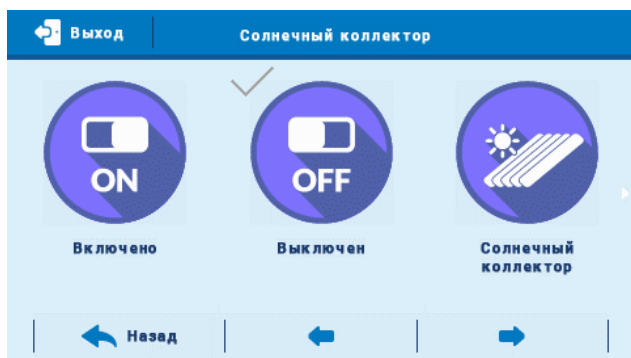 Выход
Солнечный коллектор
ON
OFF
Включено
Выключен
Солнечный
коллектор
Назад